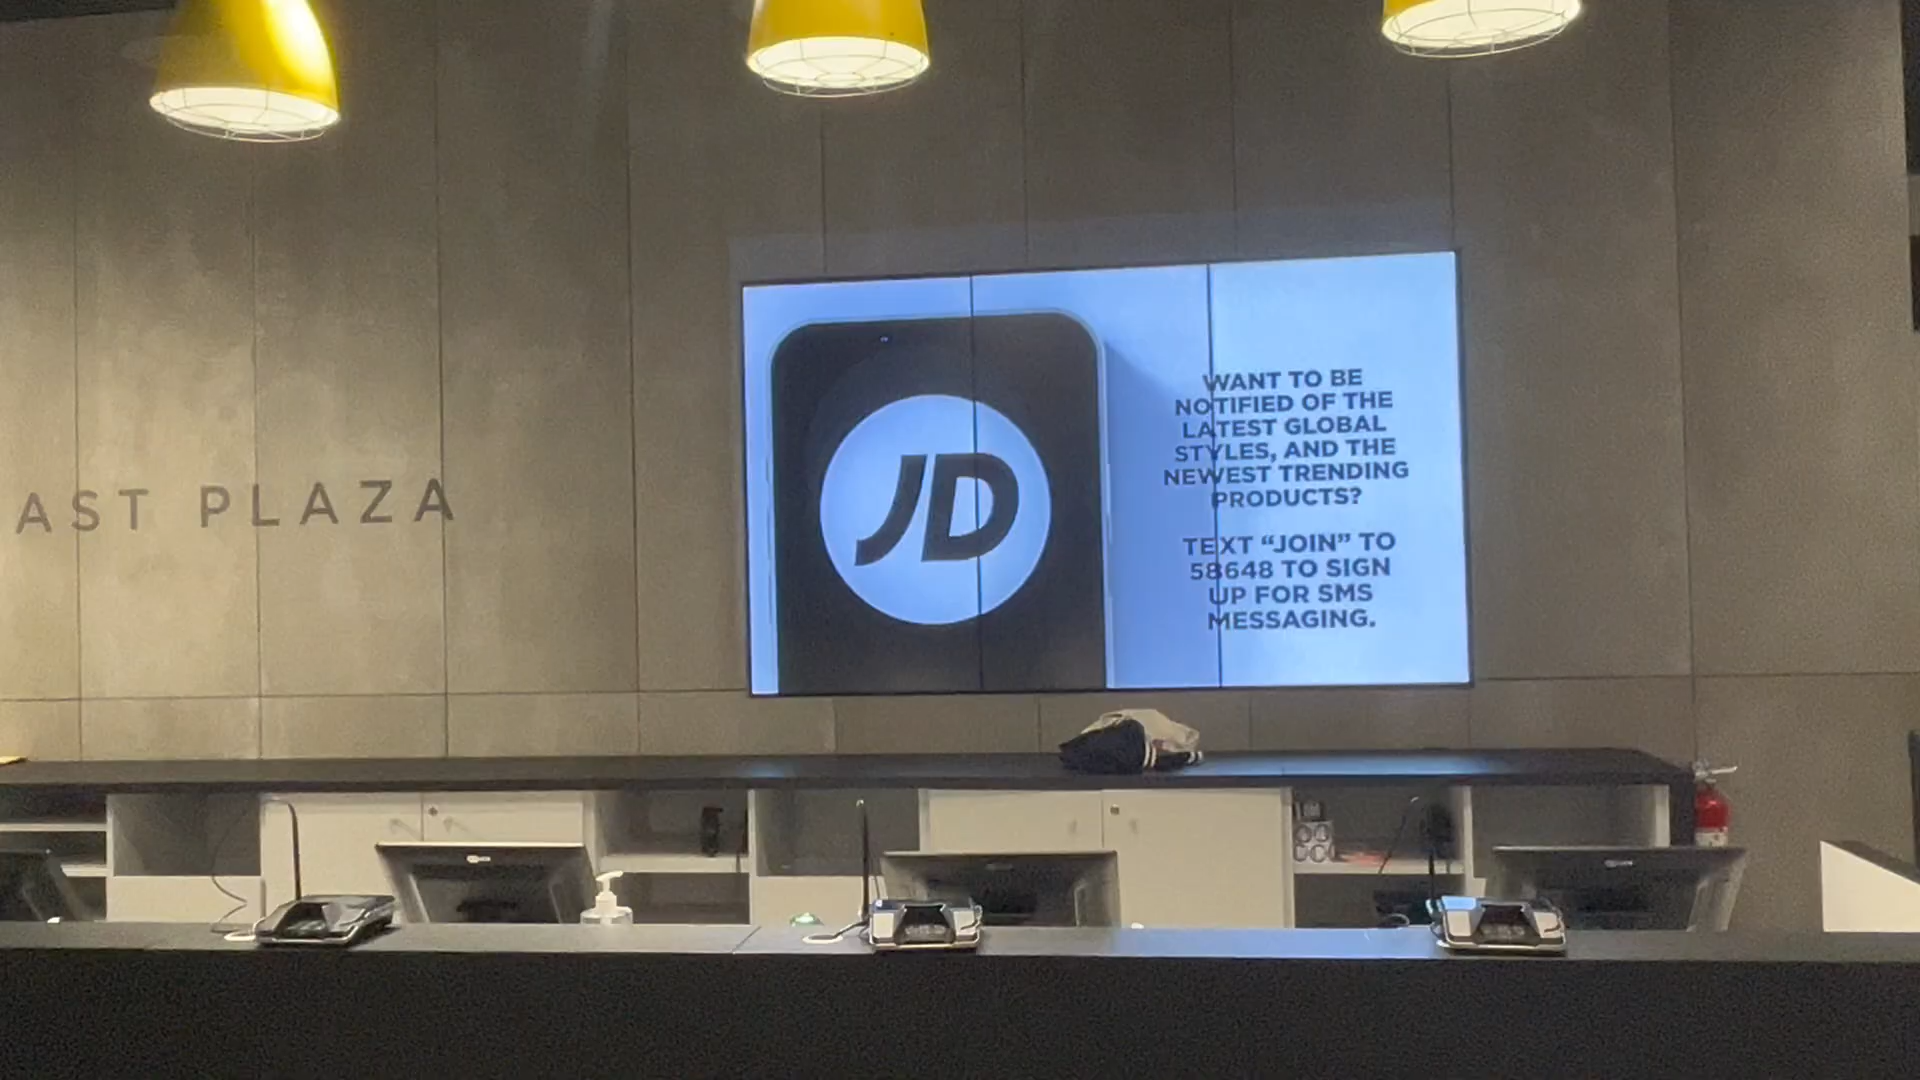 AST PLAZA
JD
WANT TO BE
NOTIFIED OF THE
LATEST GLOBAL
STYLES, AND THE
NEWEST TRENDING
PRODUCTS?
TEXT “JOIN” TO
58648 TO SIGN
UP FOR SMS
MESSAGING.